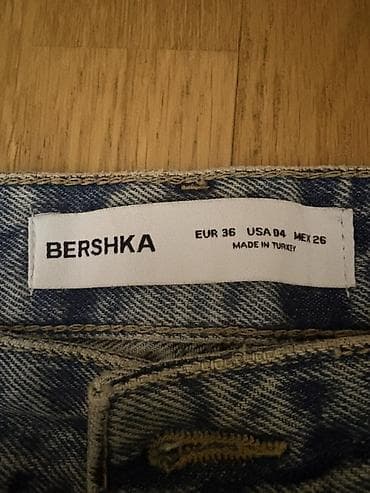 BERSHKA
EUR 36 USA 04 MEX 26
MADE IN TURKEY